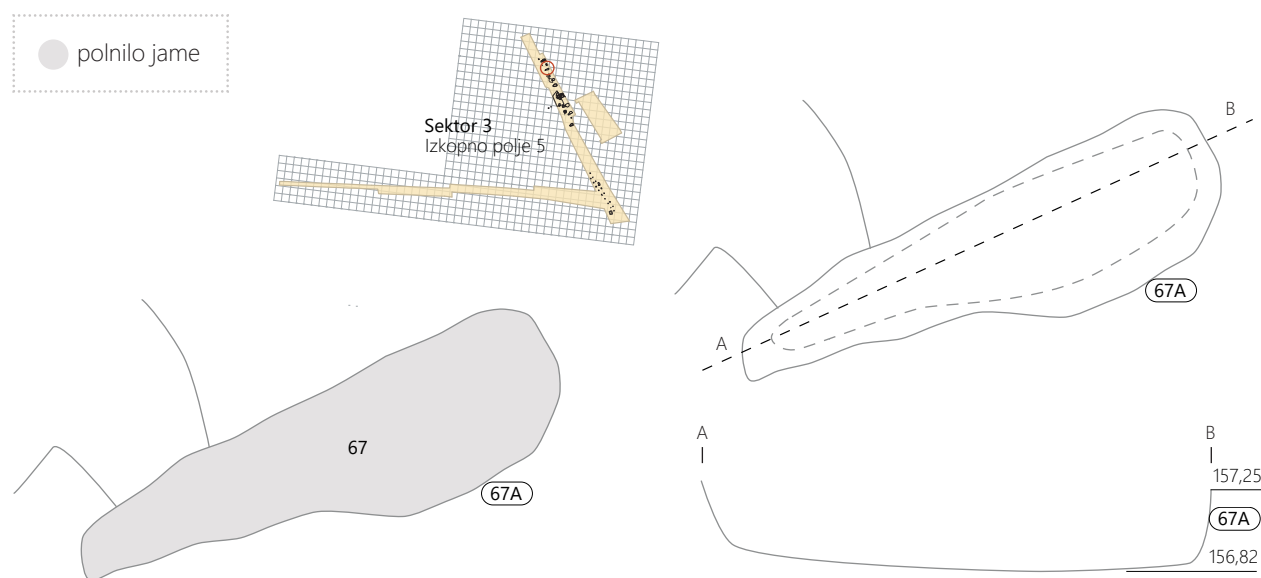 polnilo jame
Sektor 3
Izkopno polje 5
B
67A
A
67
67A
A
B
157,25
67A
156,82